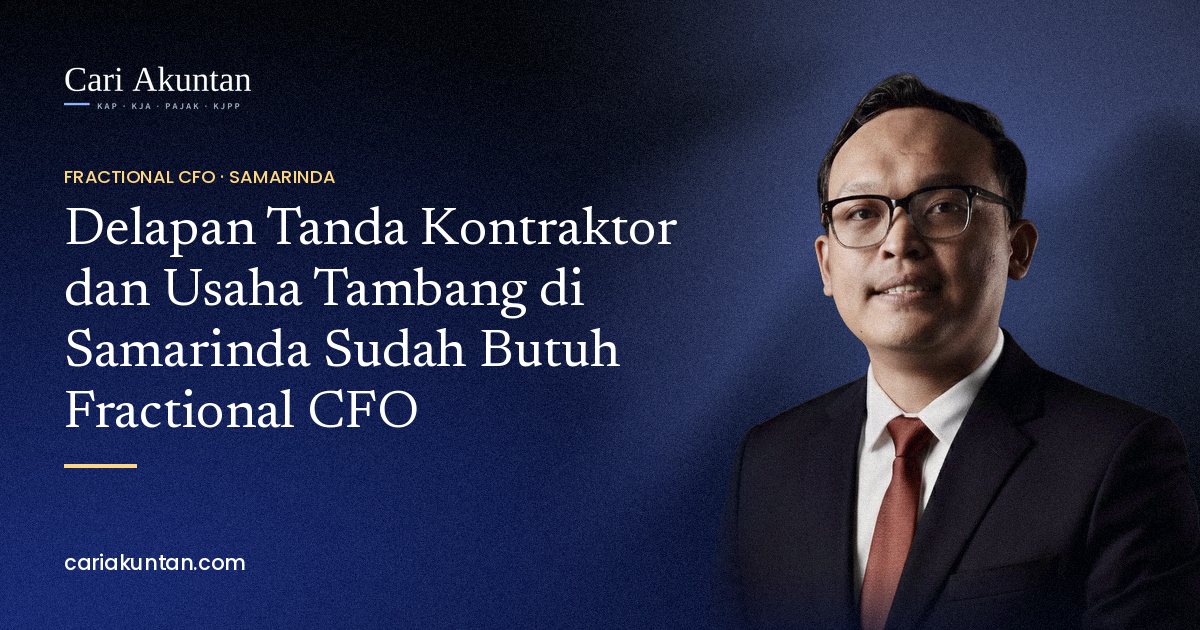 Cari Akuntan
KAP · KJA · PAJAK · KJPP
FRACTIONAL CFO · SAMARINDA
Delapan Tanda Kontraktor
dan Usaha Tambang di
Samarinda Sudah Butuh
Fractional CFO
cariakuntan.com